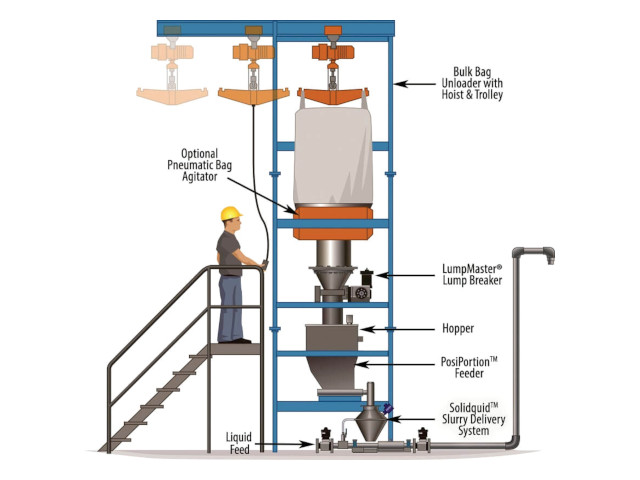 Bulk Bag
Unloader with
Hoist & Trolley
Optional
Pneumatic Bag
Agitator
LumpMaster®
Lump Breaker
Hopper
PosiPortion™
Feeder
Solidquid™
Slurry Delivery
System
Liquid
Feed